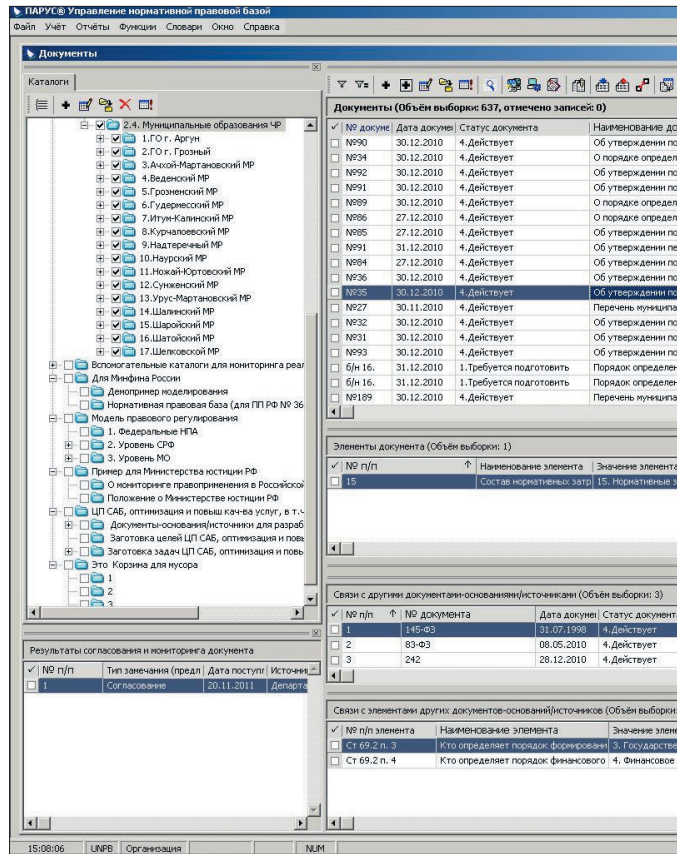 ПАРУС® Управление нормативной правовой базой
Файл Учёт Отчёты Функции Словари Окно Справка
Документы
Каталоги
2.4. Муниципальные образования ЧР
1.ГО г. Аргун
2.ГО г. Грозный
3.Ачхой-Мартановский МР
4.Веденский МР
5.Грозненский МР
6.Гудермесский МР
7.Итум-Калинский МР
8.Курчалоевский МР
9.Надтеречный МР
10.Наурский МР
11.Ножай-Юртовский МР
12.Сунженский МР
13.Урус-Мартановский МР
14.Шалинский МР
15.Шаройский МР
16.Шатойский МР
17.Шелковской МР
Вспомогательные каталоги для мониторинга реал
Для Минфина России
Демопример моделирования
Нормативная правовая база (для ПП РФ № 36
Модель правового регулирования
1. Федеральные НПА
2. Уровень СРФ
3. Уровень МО
Пример для Министерства юстиции РФ
О мониторинге правоприменения в Российской
Положение о Министерстве юстиции РФ
ЦП САБ, оптимизация и повыш кач-ва услуг, в т.ч
Документы-основания/источники для разраб
Заготовка целей ЦП САБ, оптимизация и повы
Заготовка задач ЦП САБ, оптимизация и повь
Это Корзина для мусора
1
2
3
Документы (Объём выборки: 637, отмечено записей: 0)
№ докуме Дата докумен Статус документа Наименование до
№90 30.12.2010 4.Действует Об утверждении по
№34 30.12.2010 4.Действует О порядке определ
№92 30.12.2010 4.Действует Об утверждении по
№91 30.12.2010 4.Действует Об утверждении по
№89 30.12.2010 4.Действует О порядке определ
№86 27.12.2010 4.Действует О порядке определ
№85 27.12.2010 4.Действует Об утверждении по
№91 31.12.2010 4.Действует Об утверждении пе
№84 27.12.2010 4.Действует Об утверждении по
№36 30.12.2010 4.Действует Об утверждении по
№35 30.12.2010 4.Действует Об утверждении по
№27 30.11.2010 4.Действует Перечень муниципа
№32 30.12.2010 4.Действует Об утверждении по
№31 30.12.2010 4.Действует Об утверждении по
№93 30.12.2010 4.Действует Об утверждении по
б/н 16. 31.12.2010 1.Требуется подготовить Порядок определен
б/н 16. 31.12.2010 1.Требуется подготовить Порядок определен
№189 30.12.2010 4.Действует Перечень муниципа
Элементы документа (Объём выборки: 1)
№ п/п Наименование элемента Значение элемента
15 Состав нормативных затр 15. Нормативные з
Связи с другими документами-основаниями/источниками (Объём выборки: 3)
№ п/п № документа Дата докумен Статус документ
1 145-ФЗ 31.07.1998 4.Действует
2 83-ФЗ 08.05.2010 4.Действует
3 242 28.12.2010 4.Действует
Результаты согласования и мониторинга документа
№ п/п Тип замечания (предл Дата поступл Источни
1 Согласование 20.11.2011 Департа
Связи с элементами других документов-оснований/источников (Объём выборки:
№ п/п элемента Наименование элемента Значение элеме
Ст 69.2 п. 3 Кто определяет порядок формировани 3. Государстве
Ст 69.2 п. 4 Кто определяет порядок финансового 4. Финансовое
15:08:06 UNPB Организация NUM